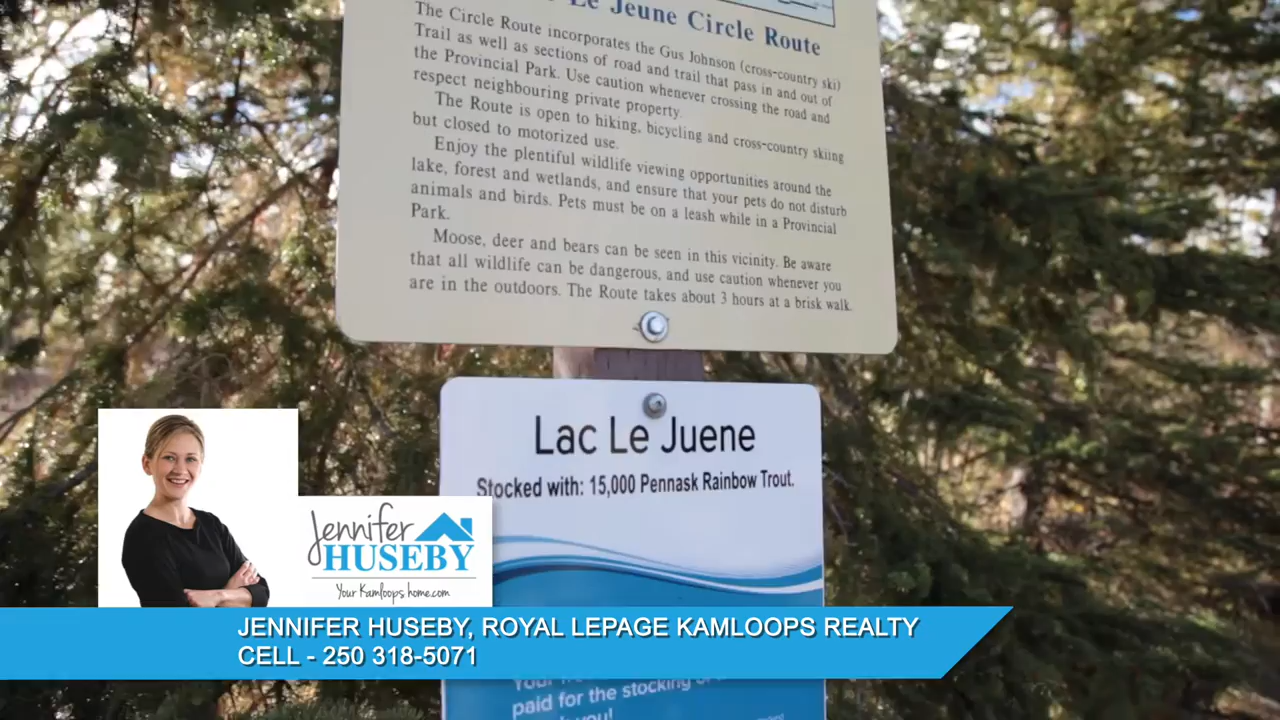 Le Jeune Circle Route
The Circle Route incorporates the Gus Johnson (cross-country ski)
Trail as well as sections of road and trail that pass in and out of
the Provincial Park. Use caution whenever crossing the road and
respect neighbouring private property.
The Route is open to hiking, bicycling and cross-country skiing
but closed to motorized use.
Enjoy the plentiful wildlife viewing opportunities around the
lake, forest and wetlands, and ensure that your pets do not disturb
animals and birds. Pets must be on a leash while in a Provincial
Park.
Moose, deer and bears can be seen in this vicinity. Be aware
that all wildlife can be dangerous, and use caution whenever you
are in the outdoors. The Route takes about 3 hours at a brisk walk.
Lac Le Juene
Stocked with: 15,000 Pennask Rainbow Trout.
Jennifer
HUSEBY
Your Kamloops home.com
JENNIFER HUSEBY, ROYAL LEPAGE KAMLOOPS REALTY
CELL - 250 318-5071
Your
paid for the stocking
you!